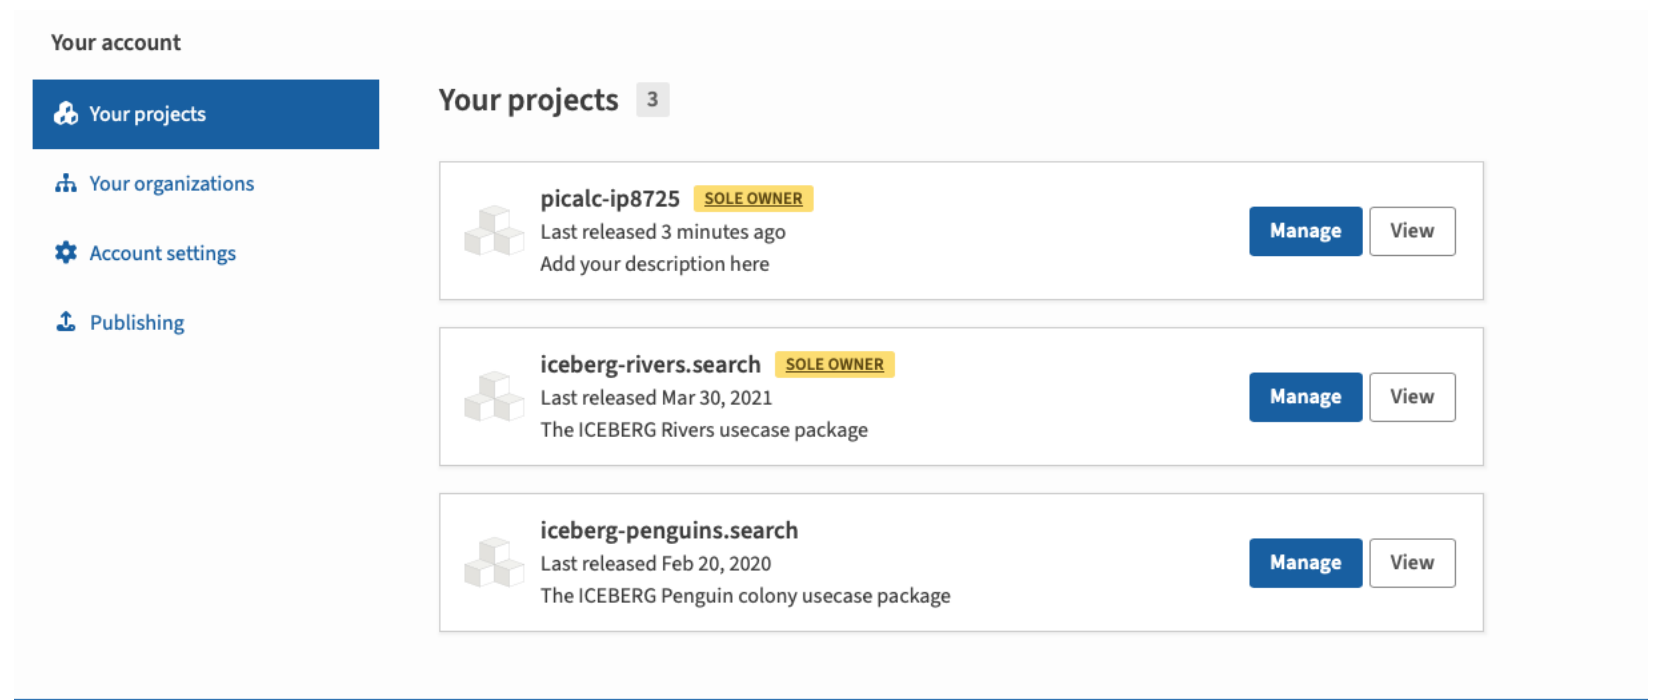 Your account
Your projects
Your organizations
Account settings
Publishing
Your projects 3
picalc-ip8725 SOLE OWNER
Last released 3 minutes ago
Add your description here
Manage View
iceberg-rivers.search SOLE OWNER
Last released Mar 30, 2021
The ICEBERG Rivers usecase package
Manage View
iceberg-penguins.search
Last released Feb 20, 2020
The ICEBERG Penguin colony usecase package
Manage View